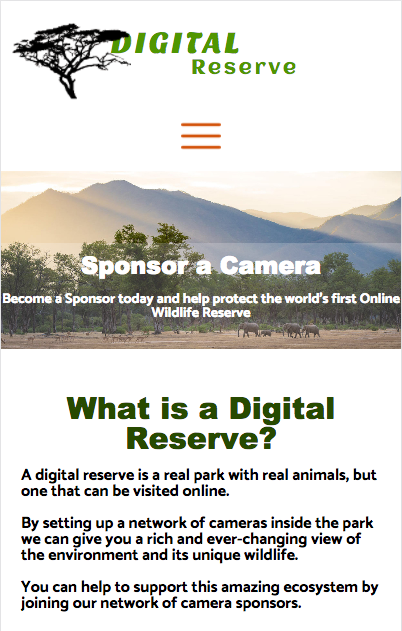 DIGITAL
Reserve
Sponsor a Camera
Become a Sponsor today and help protect the world's first Online
Wildlife Reserve
What is a Digital
Reserve?
A digital reserve is a real park with real animals, but
one that can be visited online.
By setting up a network of cameras inside the park
we can give you a rich and ever-changing view of
the environment and its unique wildlife.
You can help to support this amazing ecosystem by
joining our network of camera sponsors.